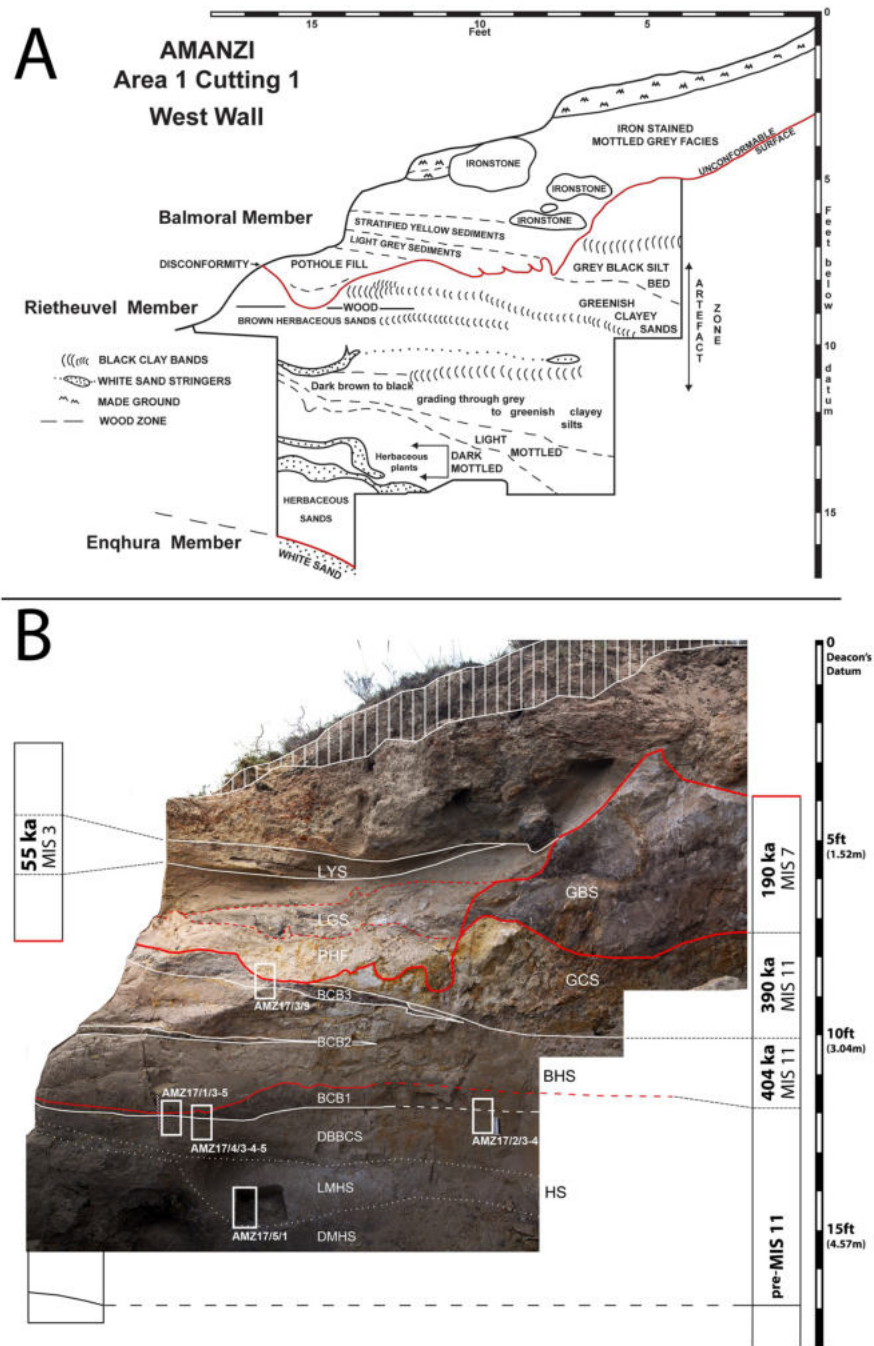 A
AMANZI
Area 1 Cutting 1
West Wall
15
10
5
Feet
0
IRON STAINED
MOTTLED GREY FACIES
UNCONFORMABLE
SURFACE
IRONSTONE
IRONSTONE
IRONSTONE
5
Balmoral Member
STRATIFIED YELLOW SEDIMENTS
LIGHT GREY SEDIMENTS
DISCONFORMITY
POTHOLE FILL
GREY BLACK SILT
BED
Feet below datum
ARTEFACT ZONE
Rietheuvel Member
WOOD
GREENISH
CLAYEY
SANDS
BROWN HERBACEOUS SANDS
10
BLACK CLAY BANDS
WHITE SAND STRINGERS
MADE GROUND
WOOD ZONE
Dark brown to black
grading through grey
to greenish clayey
silts
LIGHT
MOTTLED
Herbaceous
plants
DARK
MOTTLED
HERBACEOUS
SANDS
15
Enqhura Member
WHITE SAND
B
0
Deacon's
Datum
55 ka
MIS 3
5ft
(1.52m)
LYS
GBS
190 ka
MIS 7
LGS
PHF
GCS
390 ka
MIS 11
BCB3
AMZ17/3/9
10ft
(3.04m)
BCB2
404 ka
MIS 11
BHS
AMZ17/1/3-5
BCB1
AMZ17/4/3-4-5
DBBCS
AMZ17/2/3-4
LMHS
HS
AMZ17/5/1
DMHS
15ft
(4.57m)
pre-MIS 11